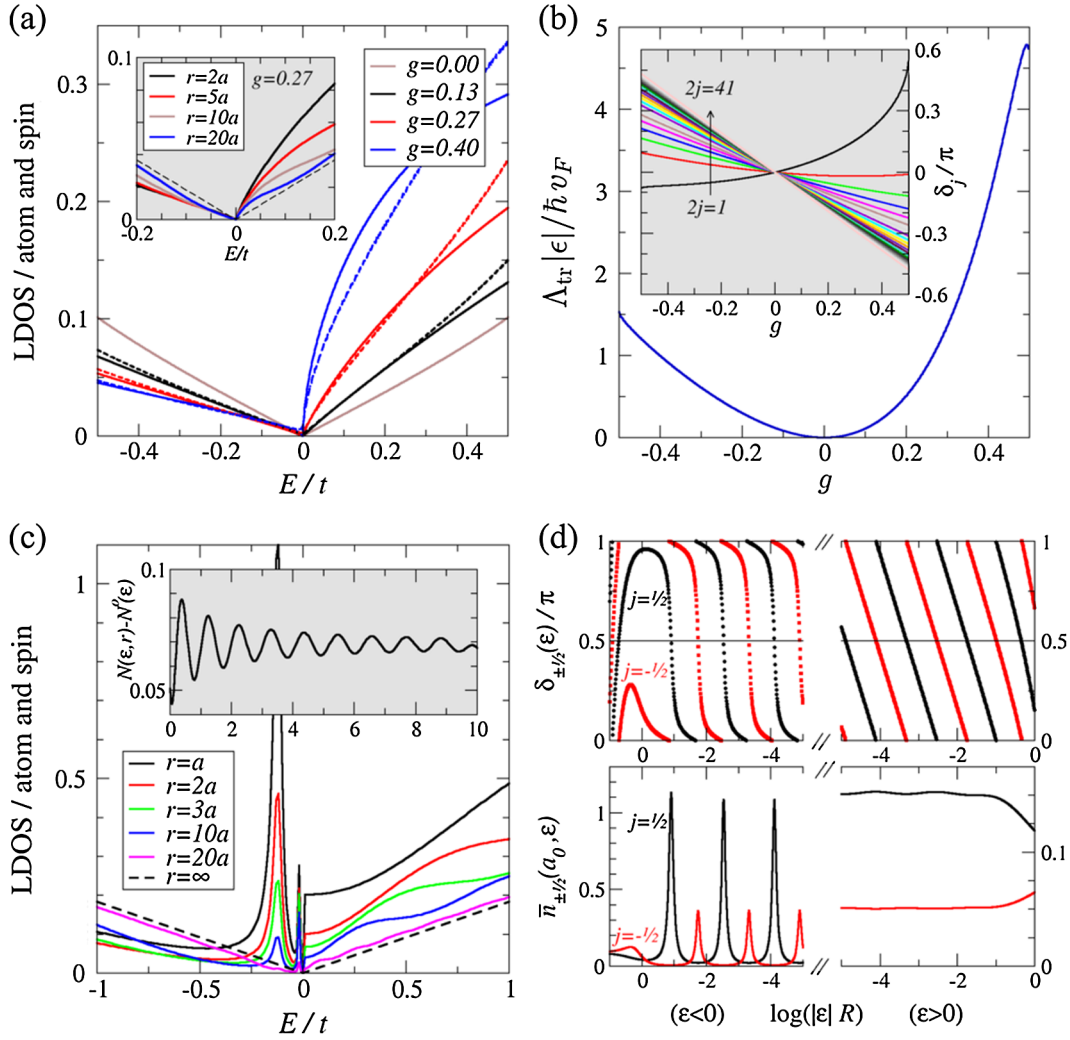 (a)
0.3
0.2
0.1
0
LDOS / atom and spin
-0.4
-0.2
0
0.2
0.4
E / t
0.1
0
r=2a
r=5a
r=10a
r=20a
g=0.27
-0.2
0
0.2
E/t
g=0.00
g=0.13
g=0.27
g=0.40
(b)
5
4
3
2
1
0
Λtr |ϵ| / ℏ vF
-0.4
-0.2
0
0.2
0.4
g
2j=41
2j=1
0.6
0.3
0
-0.3
-0.6
δj / π
-0.4
-0.2
0
0.2
0.4
g
(c)
1
0.5
0
LDOS / atom and spin
-1
-0.5
0
0.5
1
E / t
0.1
0.05
N(ε,r)-N⁰(ε)
0
2
4
6
8
10
r=a
r=2a
r=3a
r=10a
r=20a
r=∞
(d)
1
0.5
0
δ±½(ε) / π
j=½
j=-½
0
-2
-4
//
//
-4
-2
0
1
0.5
0
1
0.5
0
n̅±½(a0,ε)
j=½
j=-½
0
-2
-4
//
//
-4
-2
0
0.1
0
(ε<0)
log(|ε| R)
(ε>0)